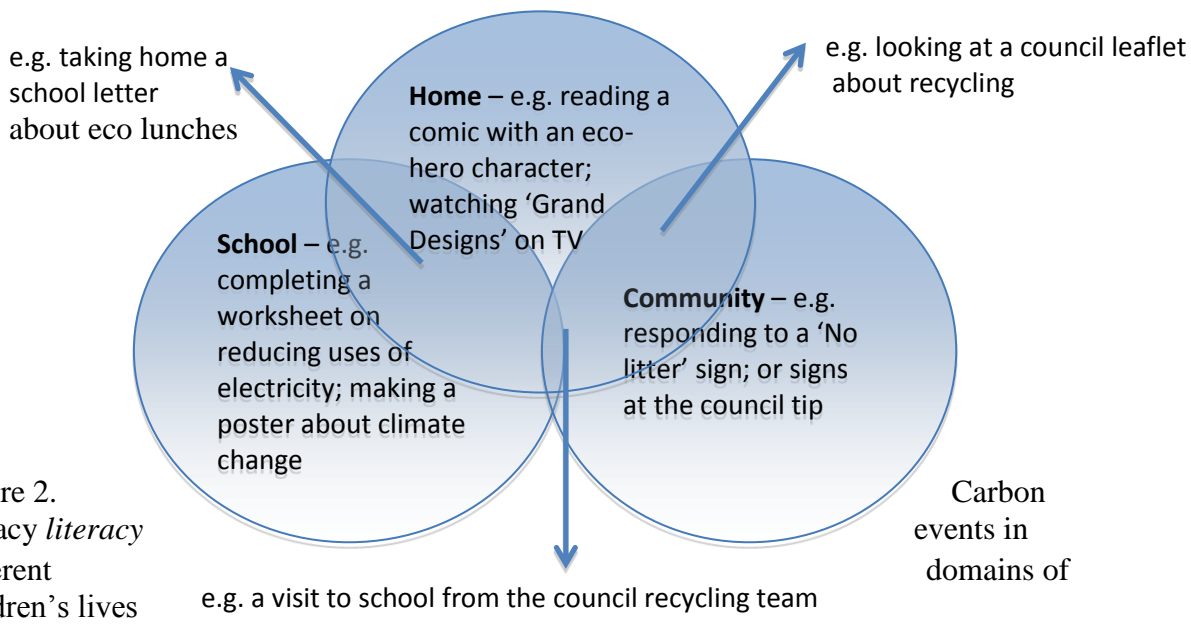 e.g. taking home a
school letter
about eco lunches
e.g. looking at a council leaflet
about recycling
Home – e.g. reading a
comic with an eco-
hero character;
watching ‘Grand
Designs’ on TV
School – e.g.
completing a
worksheet on
reducing uses of
electricity; making a
poster about climate
change
Community – e.g.
responding to a ‘No
litter’ sign; or signs
at the council tip
e.g. a visit to school from the council recycling team
2.
literacy
lives
Carbon
events in
domains of